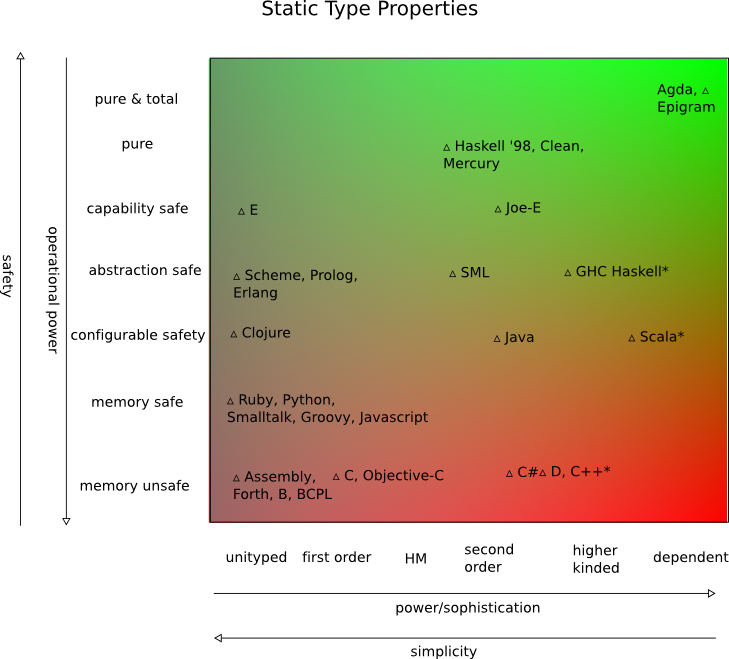 Static Type Properties
pure & total
Agda, ▵
Epigram
pure
▵ Haskell '98, Clean,
Mercury
capability safe
▵ E
▵ Joe-E
abstraction safe
▵ Scheme, Prolog,
Erlang
▵ SML
▵ GHC Haskell*
configurable safety
▵ Clojure
▵ Java
▵ Scala*
memory safe
▵ Ruby, Python,
Smalltalk, Groovy, Javascript
memory unsafe
▵ Assembly,
Forth, B, BCPL
▵ C, Objective-C
▵ C#
▵ D, C++*
safety
operational power
unityped
first order
HM
second
order
higher
kinded
dependent
power/sophistication
simplicity